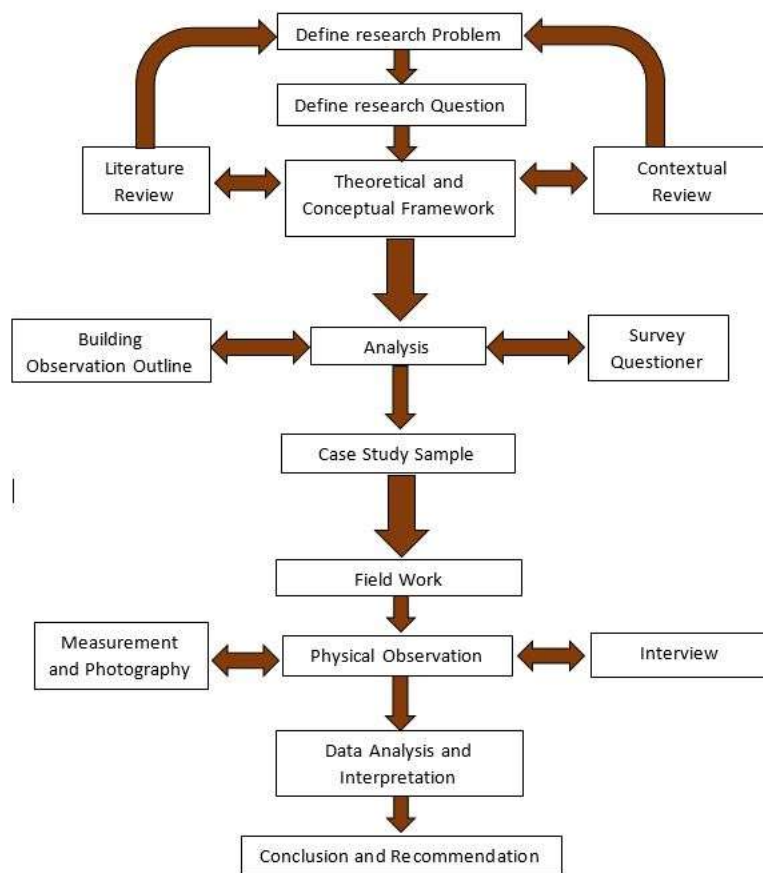 Define research Problem
Define research Question
Literature
Review
Theoretical and
Conceptual Framework
Contextual
Review
Building
Observation Outline
Analysis
Survey
Questioner
Case Study Sample
Field Work
Measurement
and Photography
Physical Observation
Interview
Data Analysis and
Interpretation
Conclusion and Recommendation